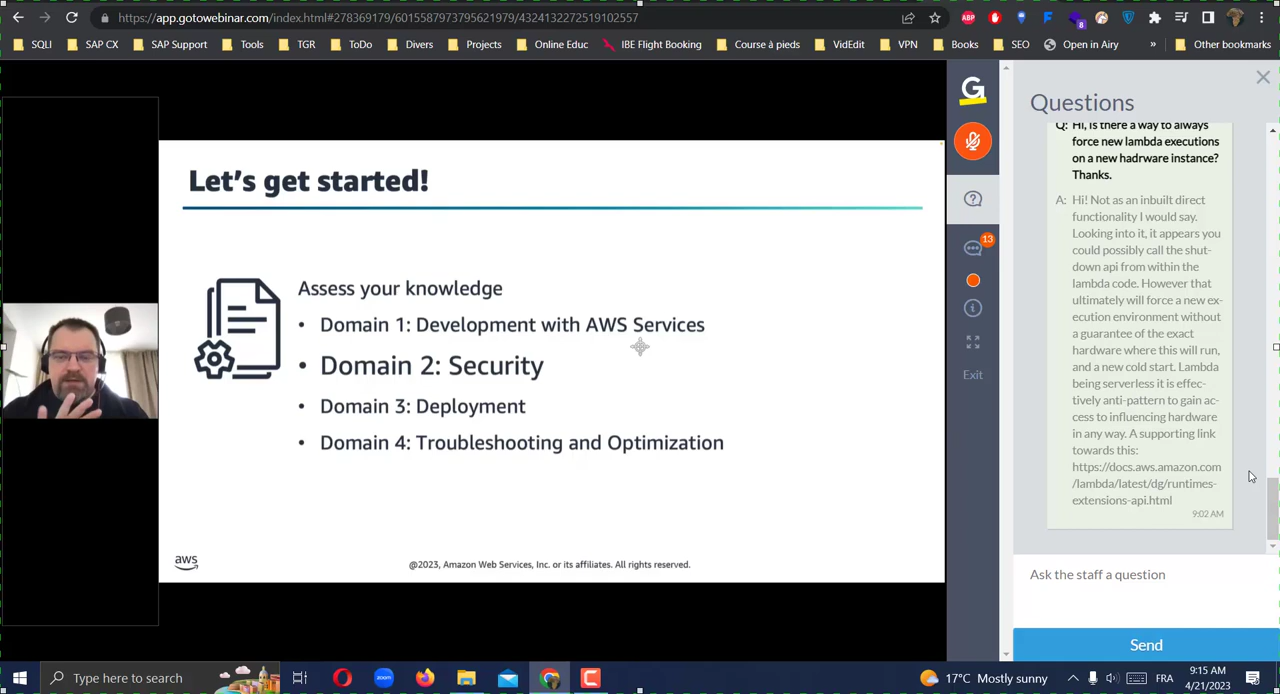 https://app.gotowebinar.com/index.html#278369179/6015587973795621979/4324132272519102557
ABP
8
SQLI
SAP CX
SAP Support
Tools
TGR
ToDo
Divers
Projects
Online Educ
IBE Flight Booking
Course à pieds
VidEdit
VPN
Books
SEO
Open in Airy
»
Other bookmarks
Let's get started!
Assess your knowledge
• Domain 1: Development with AWS Services
• Domain 2: Security
• Domain 3: Deployment
• Domain 4: Troubleshooting and Optimization
aws
@2023, Amazon Web Services, Inc. or its affiliates. All rights reserved.
G
13
Exit
Questions
Q: Hi, is there a way to always
force new lambda executions
on a new hadrware instance?
Thanks.
A: Hi! Not as an inbuilt direct
functionality I would say.
Looking into it, it appears you
could possibly call the shut-
down api from within the
lambda code. However that
ultimately will force a new ex-
ecution environment without
a guarantee of the exact
hardware where this will run,
and a new cold start. Lambda
being serverless it is effec-
tively anti-pattern to gain ac-
cess to influencing hardware
in any way. A supporting link
towards this:
https://docs.aws.amazon.com
/lambda/latest/dg/runtimes-
extensions-api.html
9:02 AM
Ask the staff a question
Send
Type here to search
zoom
C
17°C Mostly sunny
FRA
9:15 AM
4/21/2023